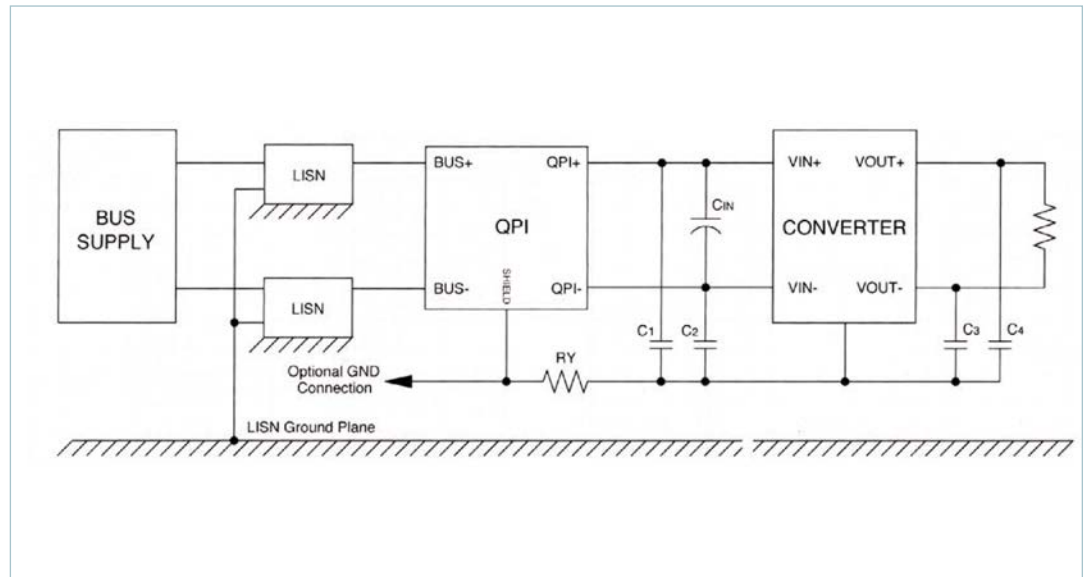 BUS
SUPPLY
LISN
LISN
BUS+
QPI+
QPI
SHIELD
BUS-
QPI-
CIN
VIN+
VOUT+
CONVERTER
VIN-
VOUT-
C1
C2
C3
C4
RY
Optional GND
Connection
LISN Ground Plane